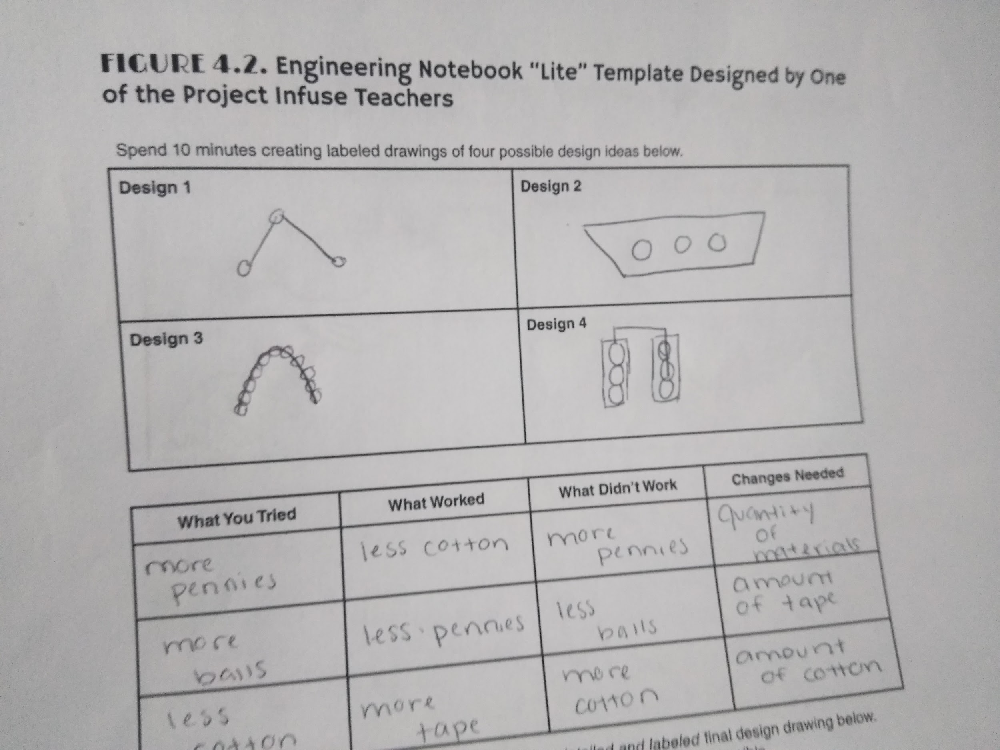 FIGURE 4.2. Engineering Notebook “Lite” Template Designed by One
of the Project Infuse Teachers
Spend 10 minutes creating labeled drawings of four possible design ideas below.
Design 1
Design 2
Design 3
Design 4
What You Tried
What Worked
What Didn't Work
Changes Needed
more
pennies
less cotton
more
pennies
Quantity
of
materials
more
balls
less pennies
less
balls
amount
of tape
less
cotton
more
tape
more
cotton
amount
of cotton
and labeled final design drawing below.